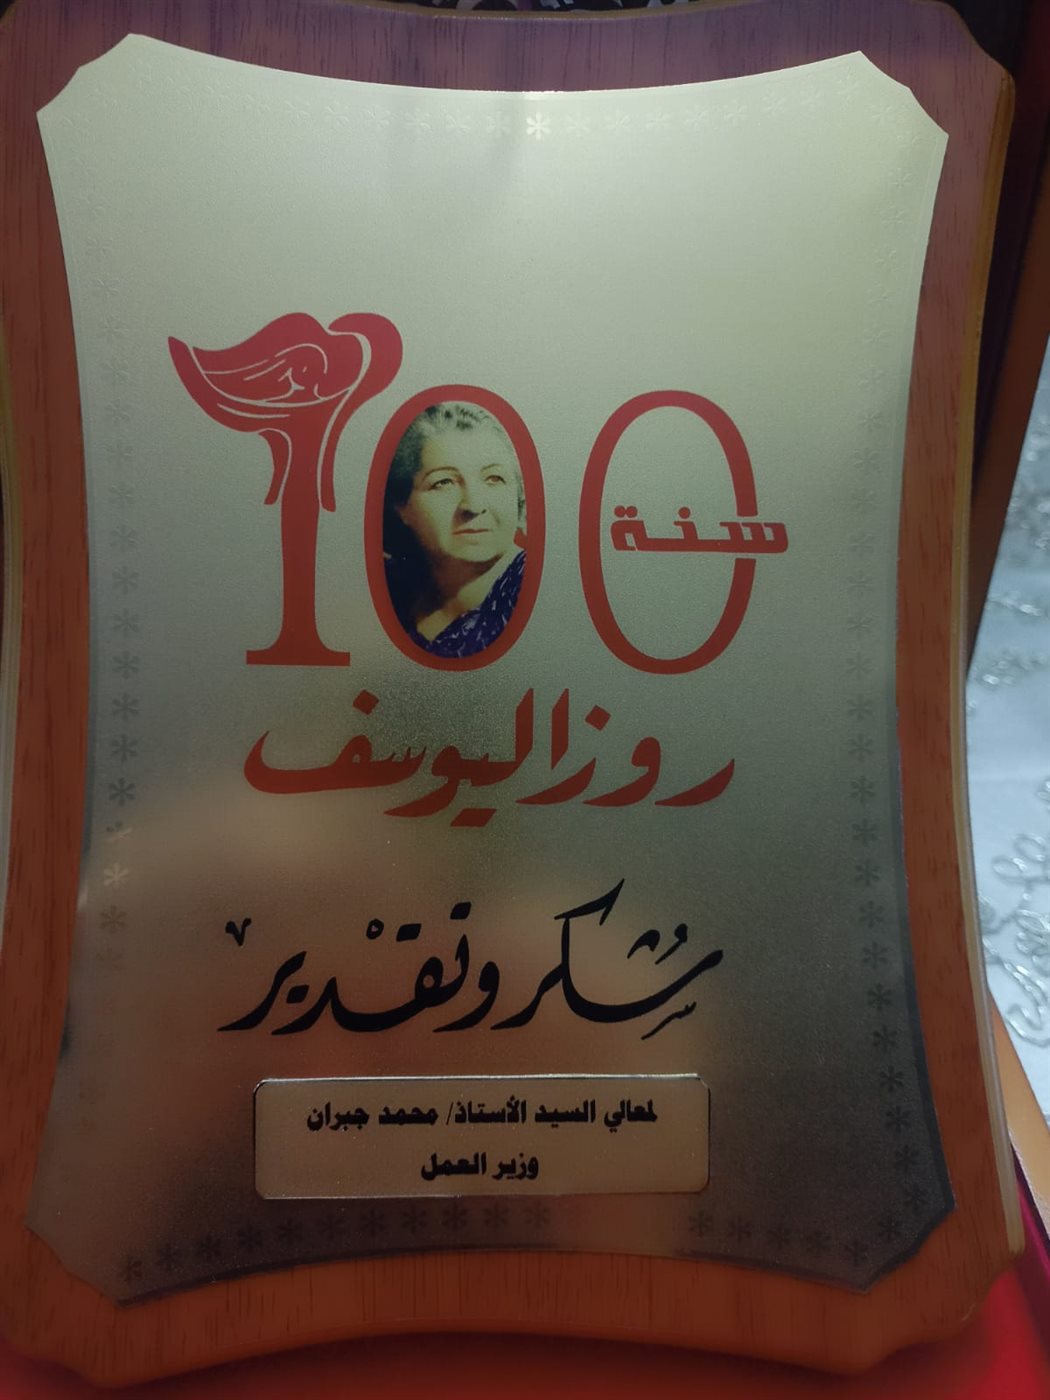 100
سنة
روزاليوسف
شكر وتقدير
لمعالي السيد الأستاذ/ محمد جبران
وزير العمل